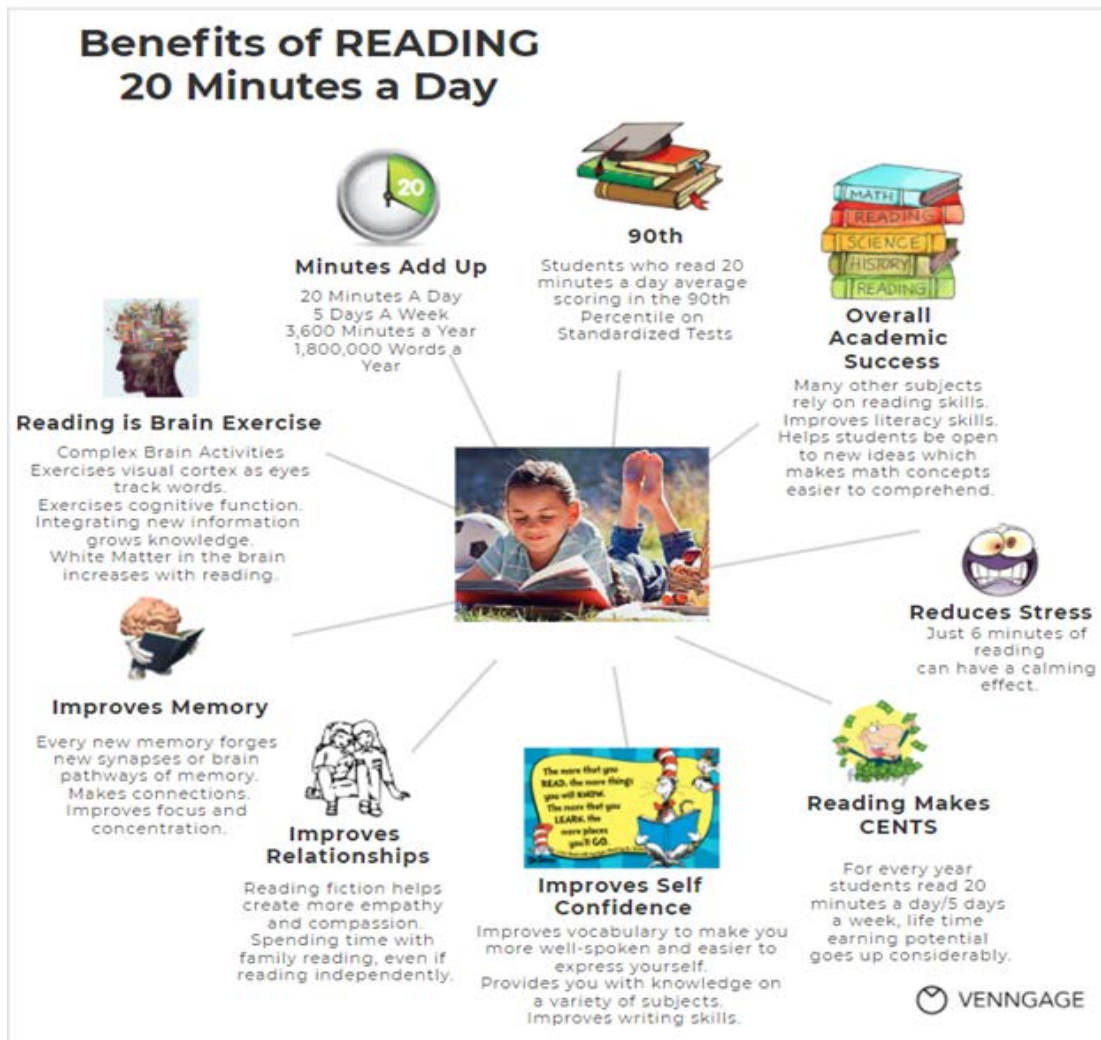 Benefits of READING
20 Minutes a Day
20
Minutes Add Up
20 Minutes A Day
5 Days A Week
3,600 Minutes a Year
1,800,000 Words a
Year
90th
Students who read 20
minutes a day average
scoring in the 90th
Percentile on
Standardized Tests
MATH
READING
SCIENCE
HISTORY
READING
Overall
Academic
Success
Many other subjects
rely on reading skills.
Improves literacy skills.
Helps students be open
to new ideas which
makes math concepts
easier to comprehend.
Reading is Brain Exercise
Complex Brain Activities
Exercises visual cortex as eyes
track words.
Exercises cognitive function.
Integrating new information
grows knowledge.
White Matter in the brain
increases with reading.
Reduces Stress
Just 6 minutes of
reading
can have a calming
effect.
Improves Memory
Every new memory forges
new synapses or brain
pathways of memory.
Makes connections.
Improves focus and
concentration.
Improves
Relationships
Reading fiction helps
create more empathy
and compassion.
Spending time with
family reading, even if
reading independently.
The more that you
READ, the more things
you will KNOW.
The more that you
LEARN, the
more places
you'll GO.
Improves Self
Confidence
Improves vocabulary to make you
more well-spoken and easier to
express yourself.
Provides you with knowledge on
a variety of subjects.
Improves writing skills.
Reading Makes
CENTS
For every year
students read 20
minutes a day/5 days
a week, life time
earning potential
goes up considerably.
VENNGAGE